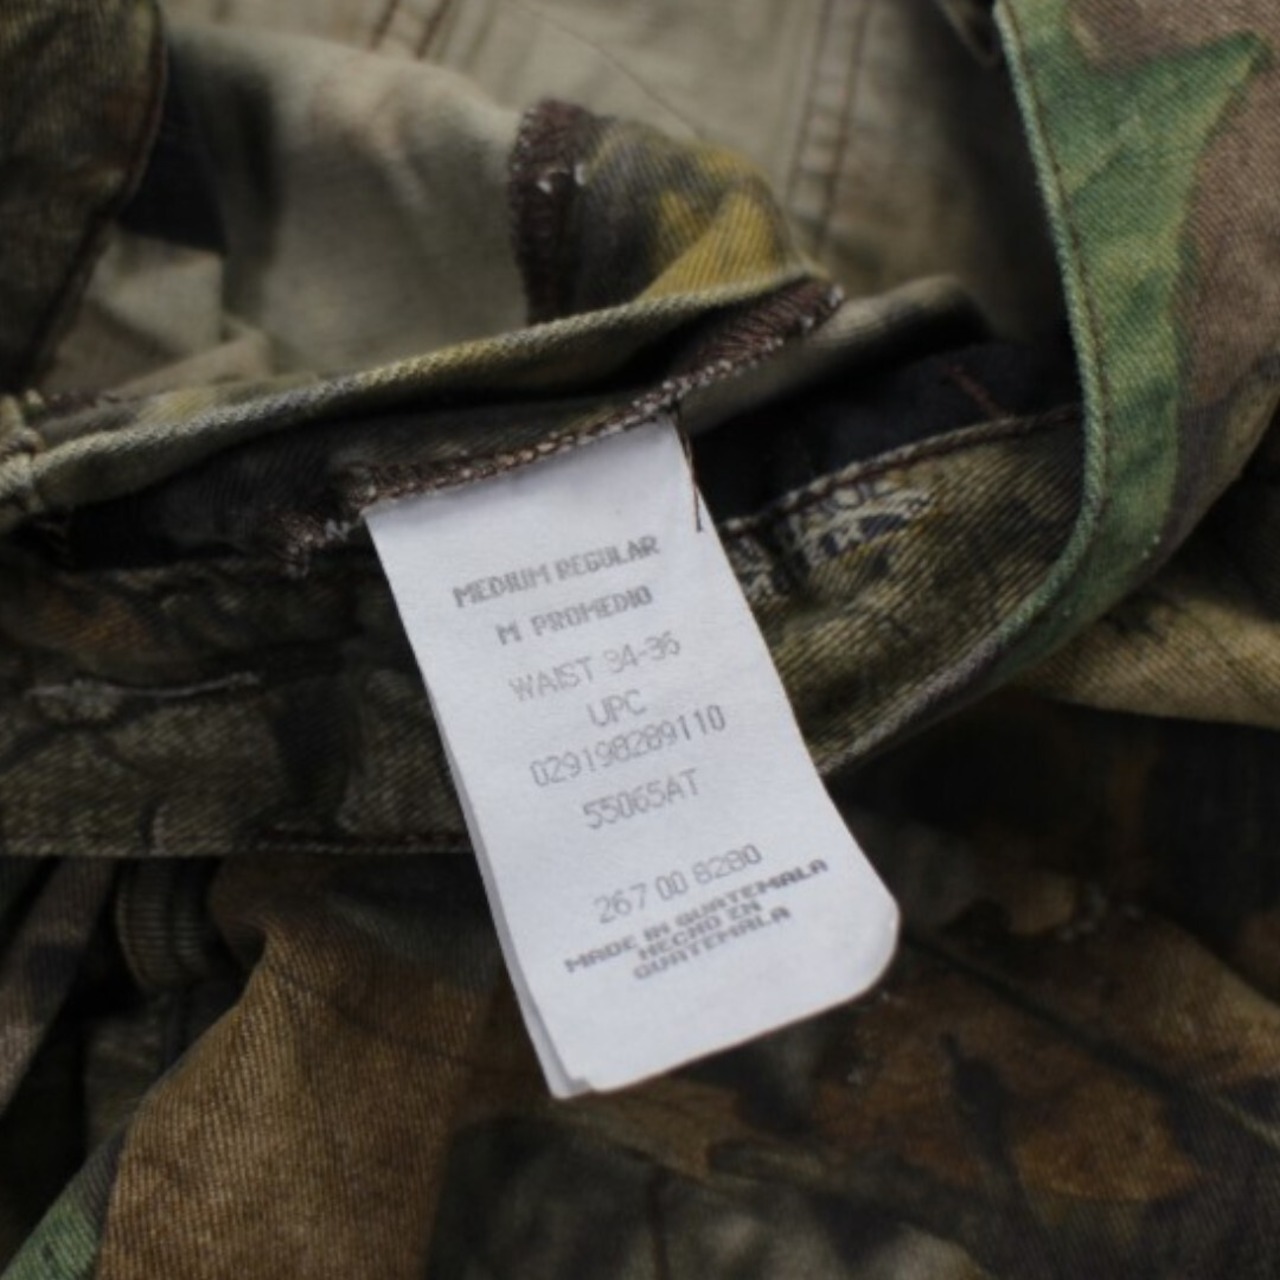 MEDIUM REGULAR
M PROMEDIO
WAIST 34-36
UPC
029198289110
55065AT
267 00 8280
MADE IN GUATEMALA
HECHO EN
GUATEMALA